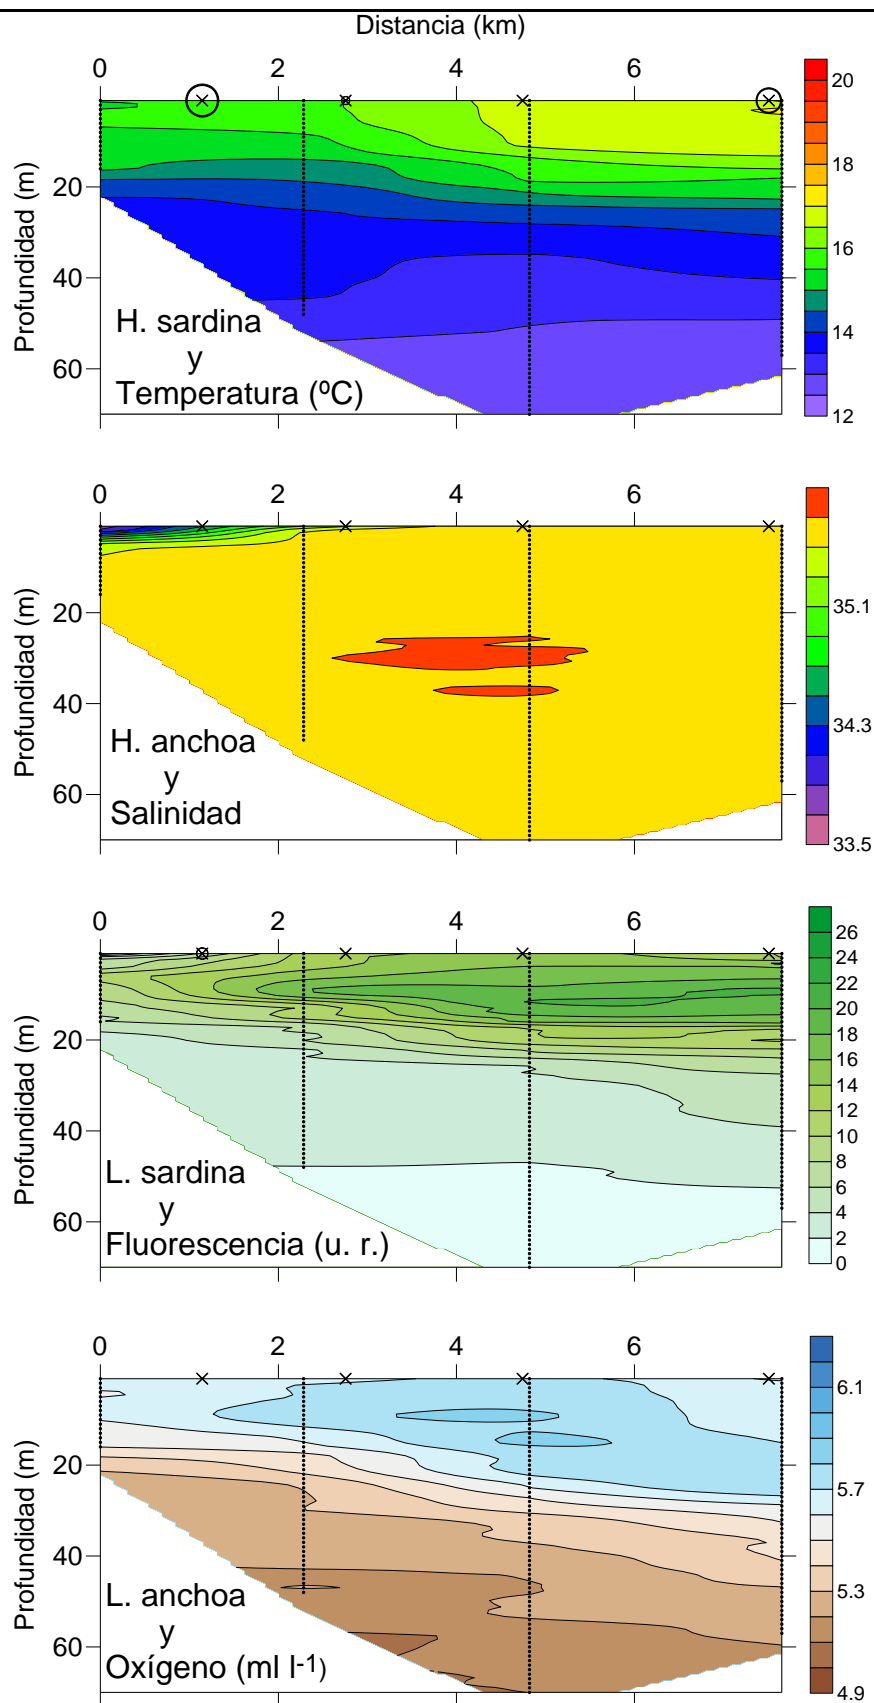 Distancia (km)
0 2 4 6
Profundidad (m)
20
40
60
H. sardina
y
Temperatura (ºC)
20
18
16
14
12
0 2 4 6
Profundidad (m)
20
40
60
H. anchoa
y
Salinidad
35.1
34.3
33.5
0 2 4 6
Profundidad (m)
20
40
60
L. sardina
y
Fluorescencia (u. r.)
26
24
22
20
18
16
14
12
10
8
6
4
2
0
0 2 4 6
Profundidad (m)
20
40
60
L. anchoa
y
Oxígeno (ml l-1)
6.1
5.7
5.3
4.9